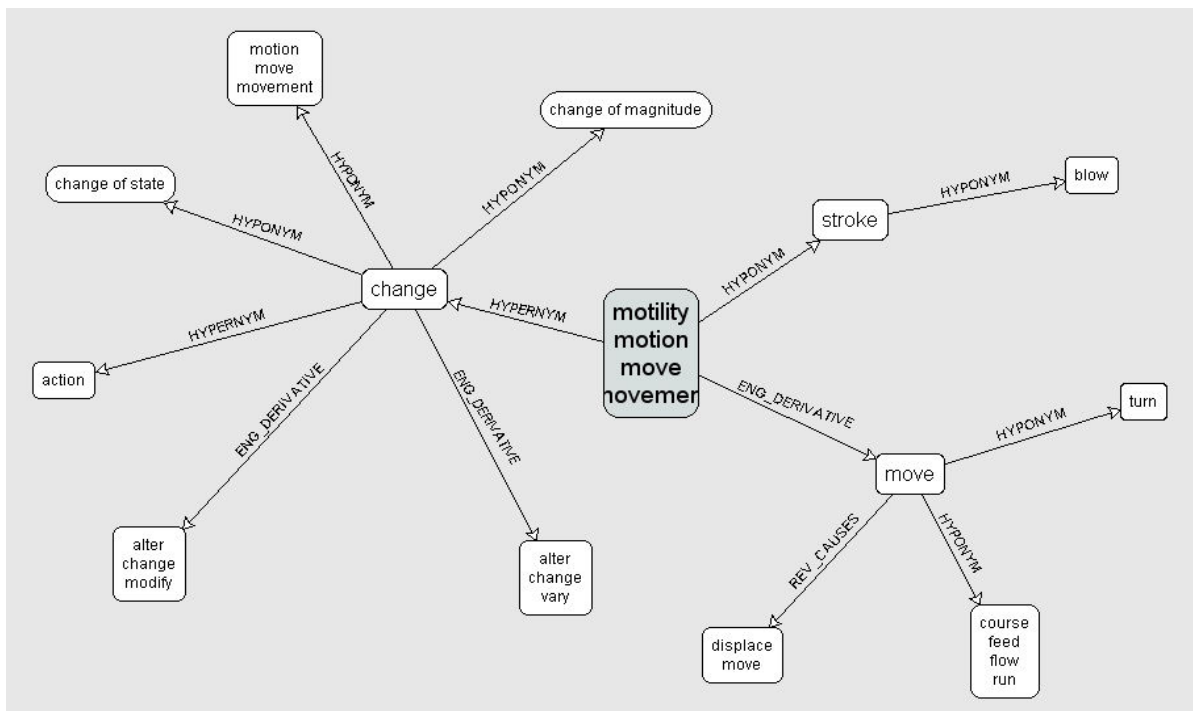 motion
move
movement
change of magnitude
HYPONYM
HYPONYM
change of state
HYPONYM
blow
HYPONYM
stroke
HYPONYM
change
HYPERNYM
motility
motion
move
novemen
HYPERNYM
action
ENG_DERIVATIVE
ENG_DERIVATIVE
ENG_DERIVATIVE
turn
HYPONYM
move
REV_CAUSES
HYPONYM
alter
change
modify
alter
change
vary
displace
move
course
feed
flow
run